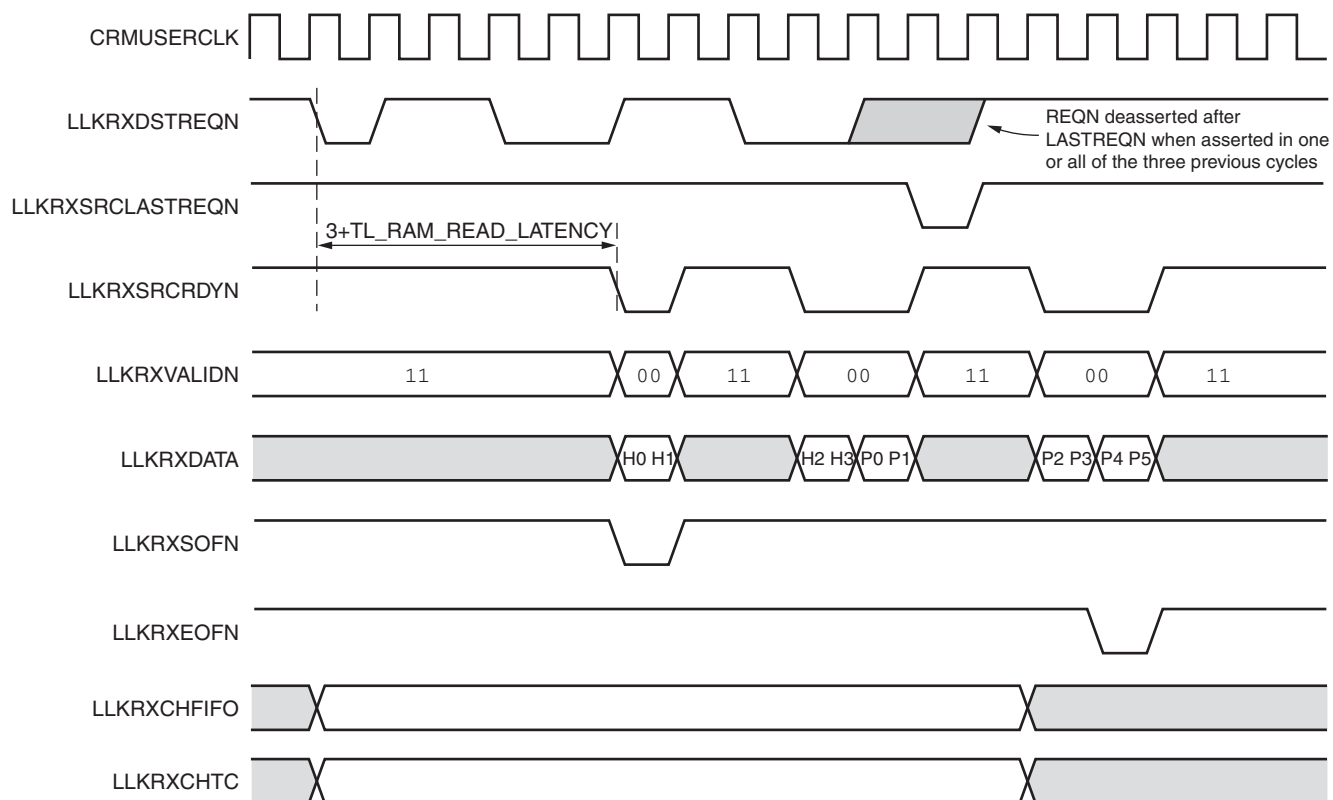 CRMUSERCLK
LLKRXDSTREQN
REQN deasserted after
LASTREQN when asserted in one
or all of the three previous cycles
LLKRXSRCLASTREQN
3+TL_RAM_READ_LATENCY
LLKRXSRCRDYN
LLKRXVALIDN 11 00 11 00 11 00 11
LLKRXDATA H0 H1 H2 H3 P0 P1 P2 P3 P4 P5
LLKRXSOFN
LLKRXEOFN
LLKRXCHFIFO
LLKRXCHTC